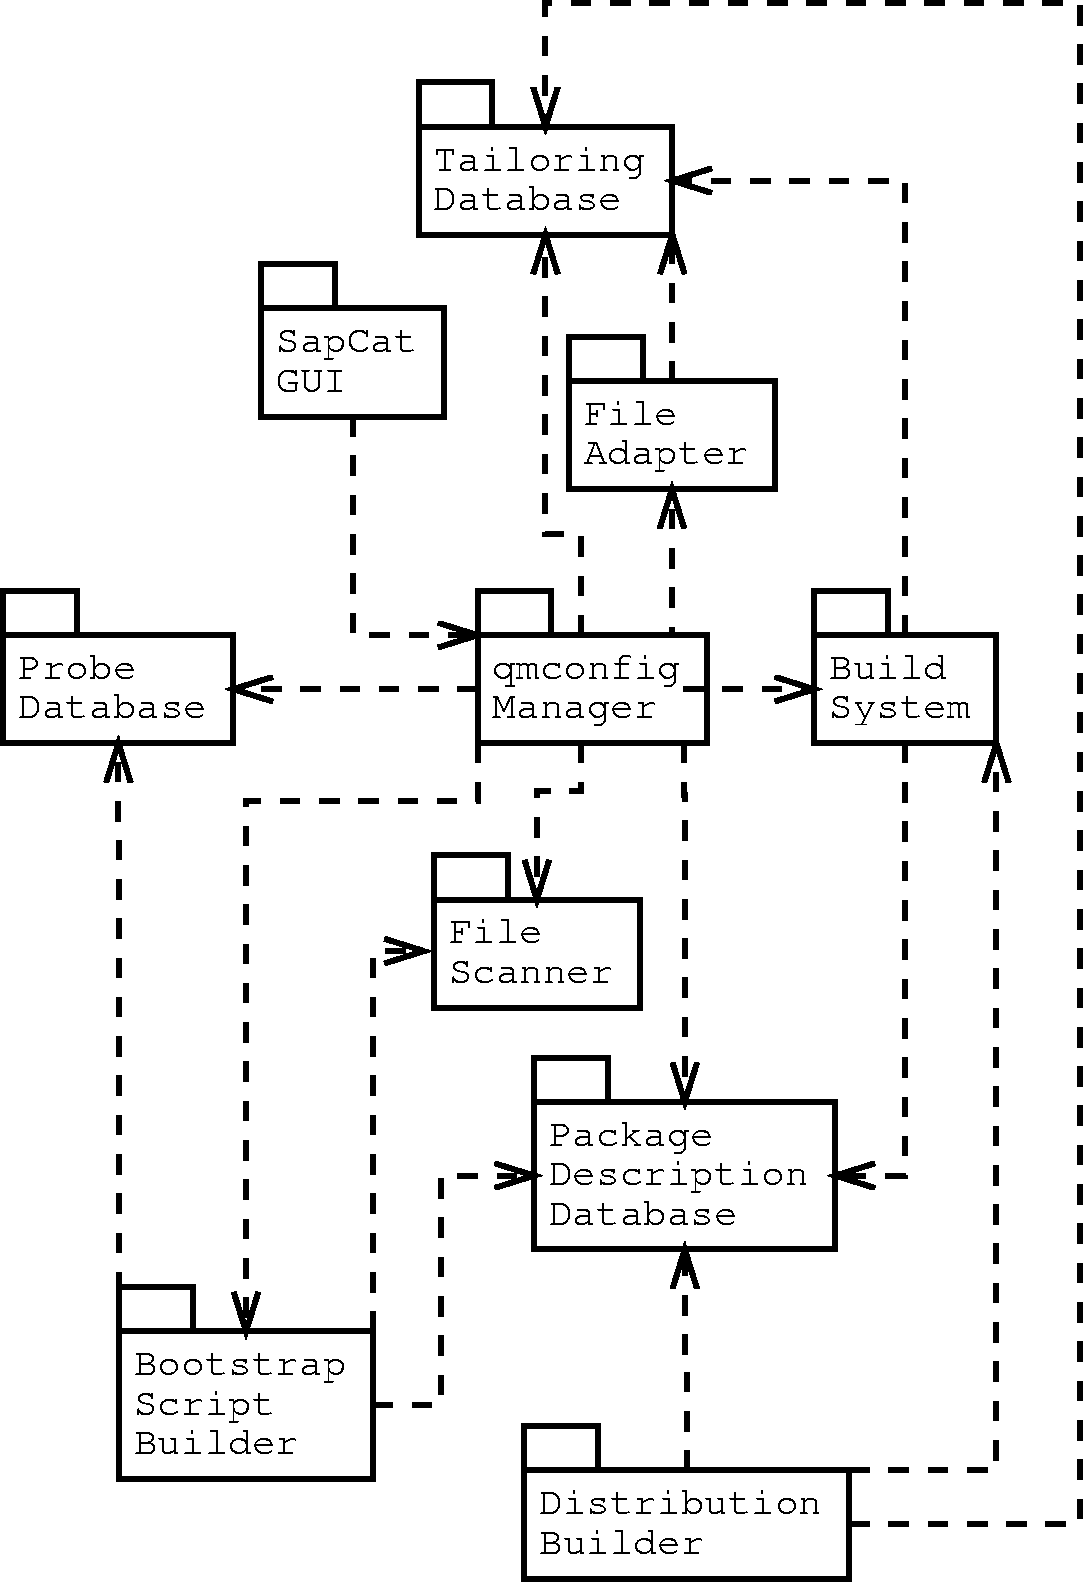 Tailoring
Database
SapCat
GUI
File
Adapter
Probe
Database
qmconfig
Manager
Build
System
File
Scanner
Package
Description
Database
Bootstrap
Script
Builder
Distribution
Builder